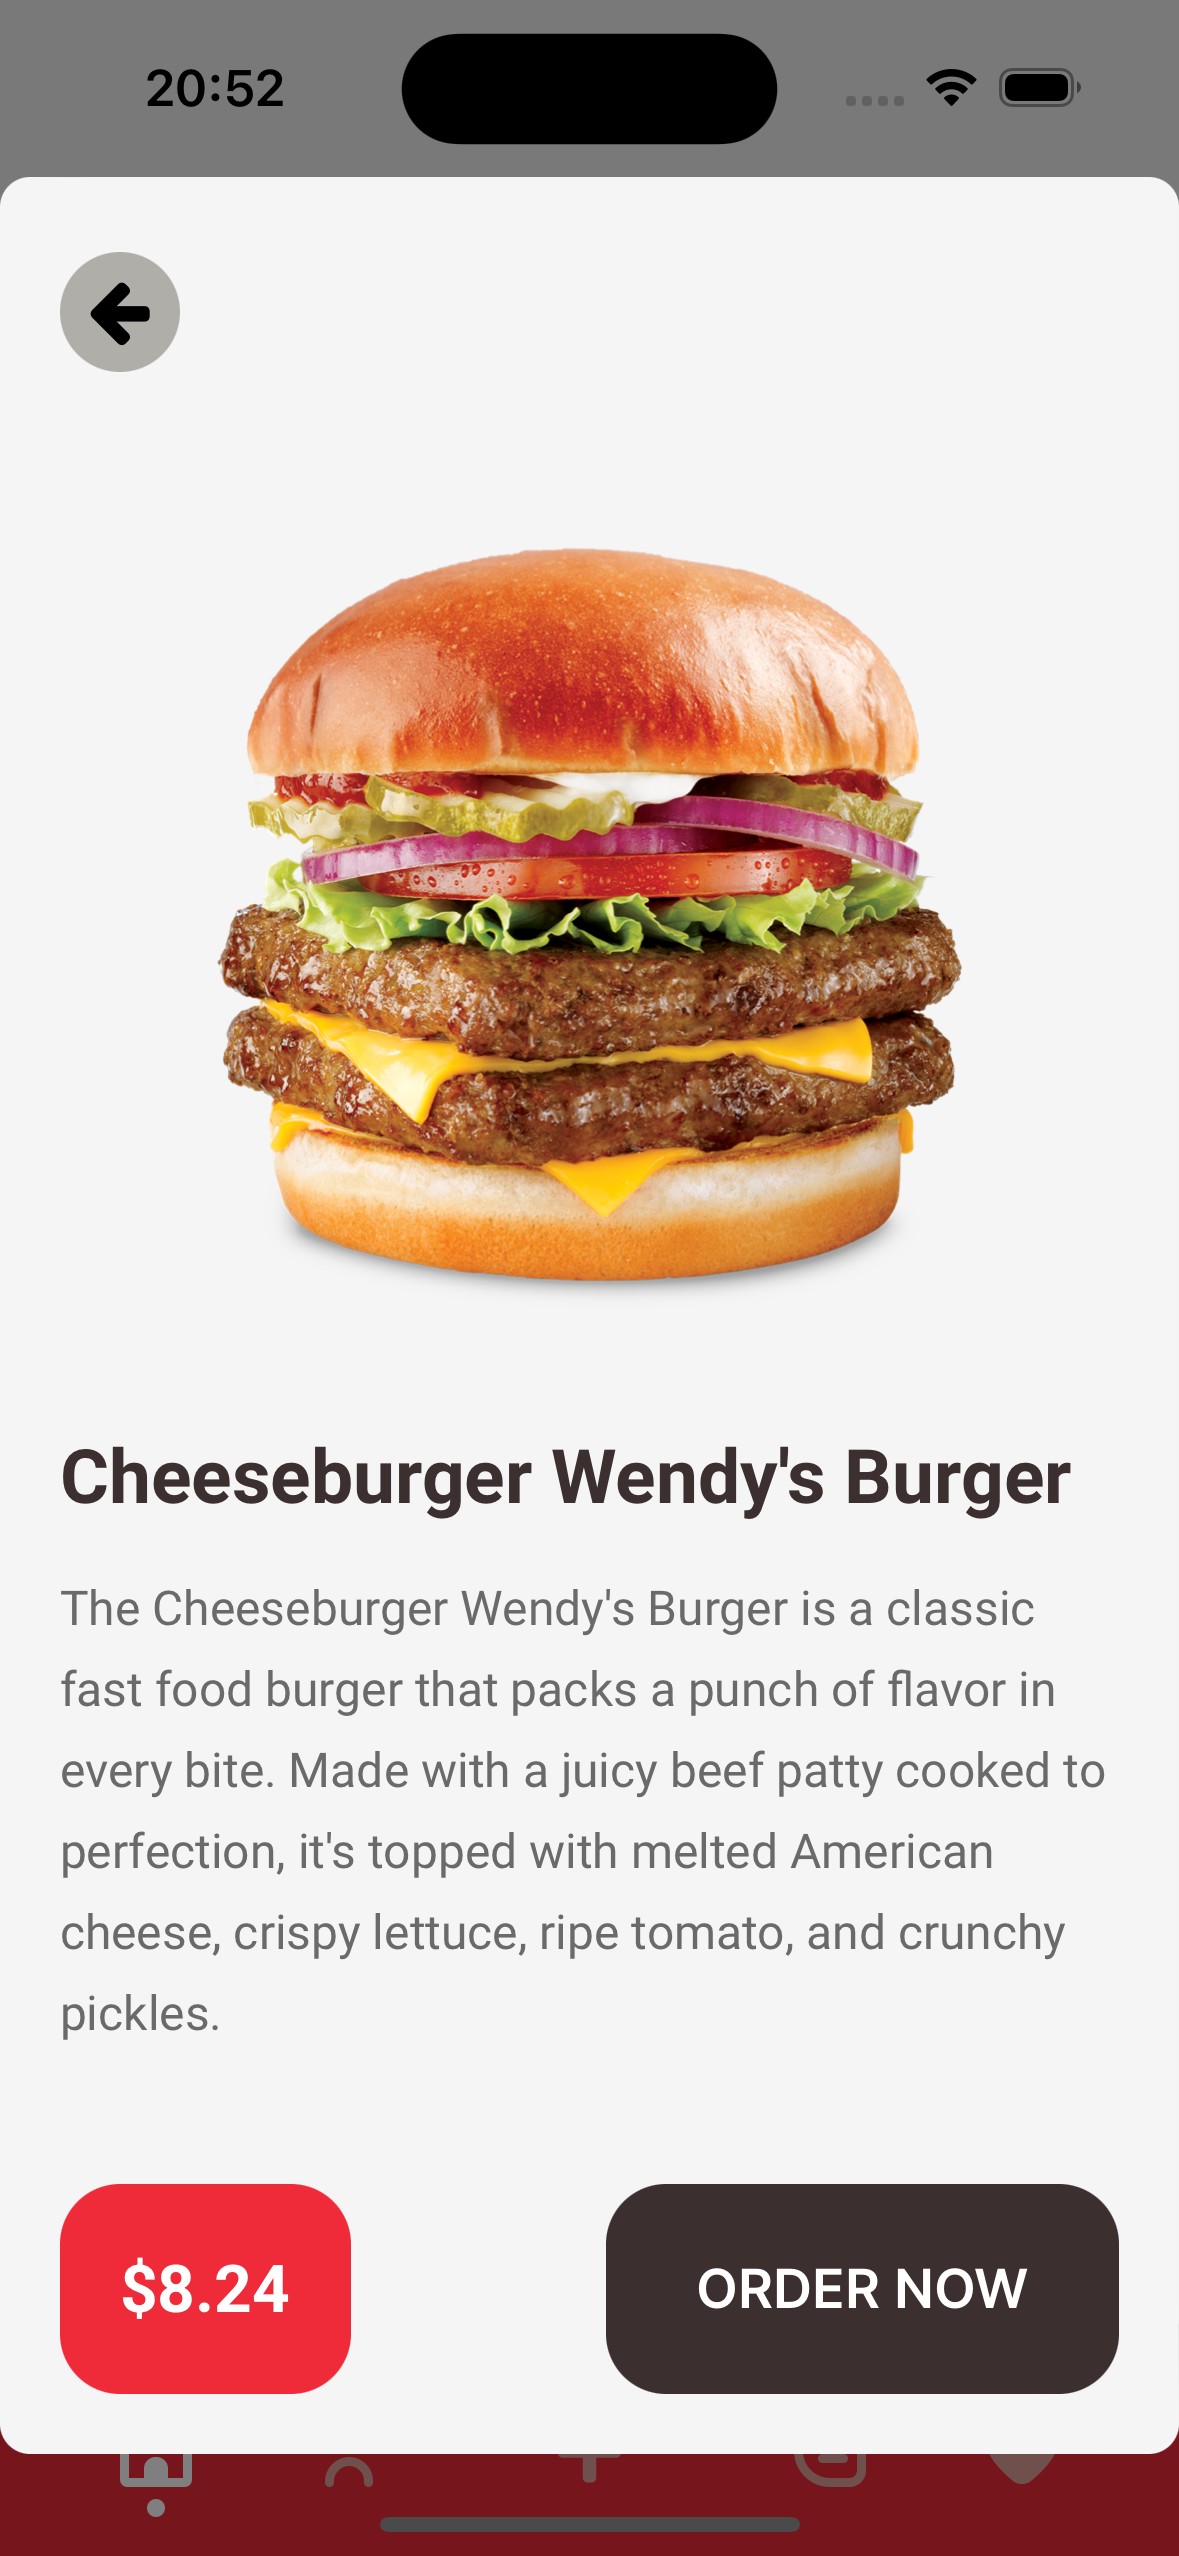 20:52
Cheeseburger Wendy's Burger
The Cheeseburger Wendy's Burger is a classic
fast food burger that packs a punch of flavor in
every bite. Made with a juicy beef patty cooked to
perfection, it's topped with melted American
cheese, crispy lettuce, ripe tomato, and crunchy
pickles.
$8.24
ORDER NOW